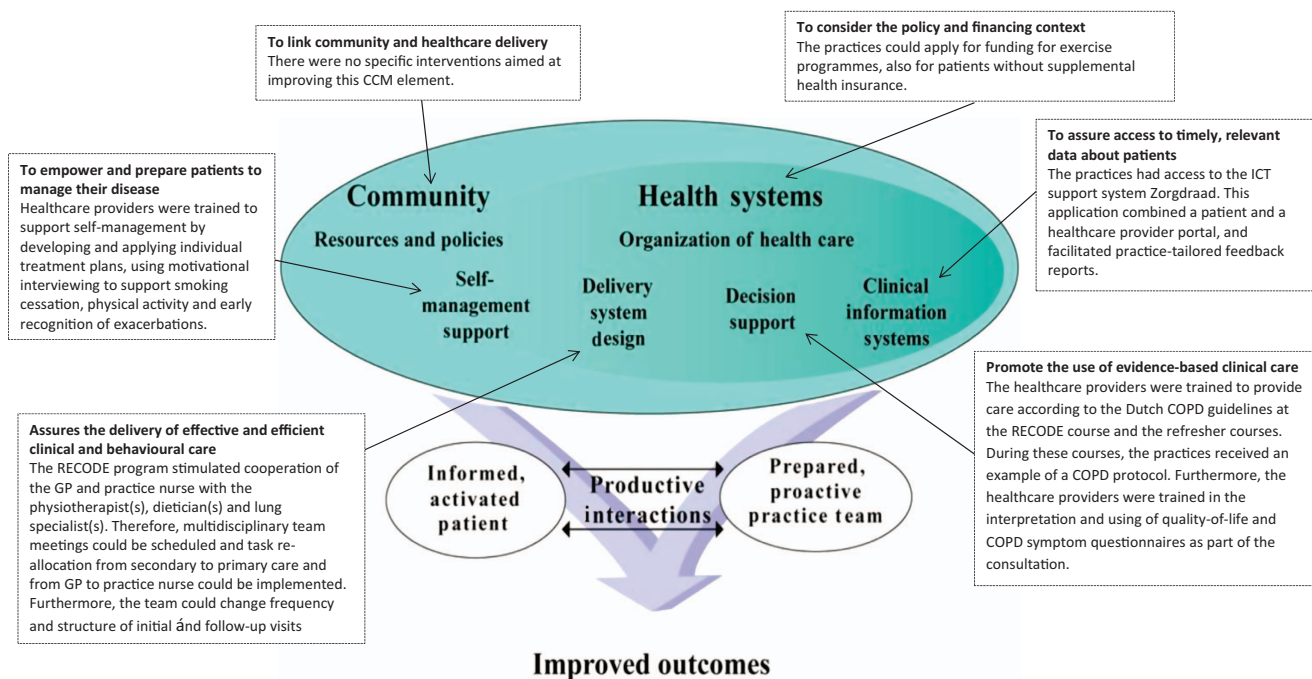 To link community and healthcare delivery
There were no specific interventions aimed at
improving this CCM element.
To consider the policy and financing context
The practices could apply for funding for exercise
programmes, also for patients without supplemental
health insurance.
To empower and prepare patients to
manage their disease
Healthcare providers were trained to
support self-management by
developing and applying individual
treatment plans, using motivational
interviewing to support smoking
cessation, physical activity and early
recognition of exacerbations.
To assure access to timely, relevant
data about patients
The practices had access to the ICT
support system Zorgdraad. This
application combined a patient and a
healthcare provider portal, and
facilitated practice-tailored feedback
reports.
Community
Resources and policies
Health systems
Organization of health care
Self-
management
support
Delivery
system
design
Decision
support
Clinical
information
systems
Assures the delivery of effective and efficient
clinical and behavioural care
The RECODE program stimulated cooperation of
the GP and practice nurse with the
physiotherapist(s), dietician(s) and lung
specialist(s). Therefore, multidisciplinary team
meetings could be scheduled and task re-
allocation from secondary to primary care and
from GP to practice nurse could be implemented.
Furthermore, the team could change frequency
and structure of initial ánd follow-up visits
Promote the use of evidence-based clinical care
The healthcare providers were trained to provide
care according to the Dutch COPD guidelines at
the RECODE course and the refresher courses.
During these courses, the practices received an
example of a COPD protocol. Furthermore, the
healthcare providers were trained in the
interpretation and using of quality-of-life and
COPD symptom questionnaires as part of the
consultation.
Informed,
activated
patient
Productive
interactions
Prepared,
proactive
practice team
Improved outcomes